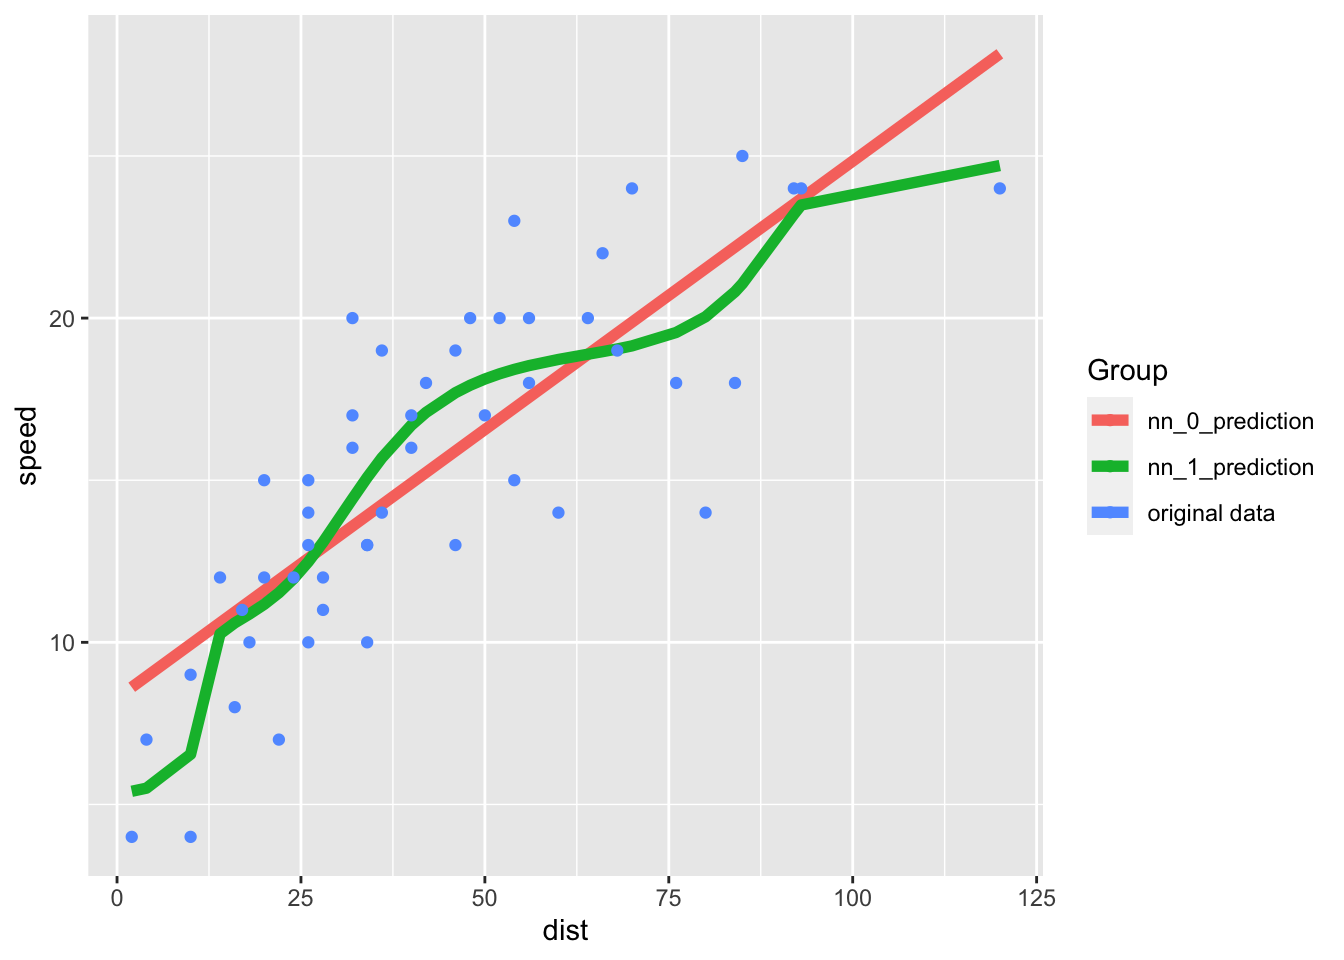 20
10
speed
0 25 50 75 100 125
dist
Group
nn_0_prediction
nn_1_prediction
original data